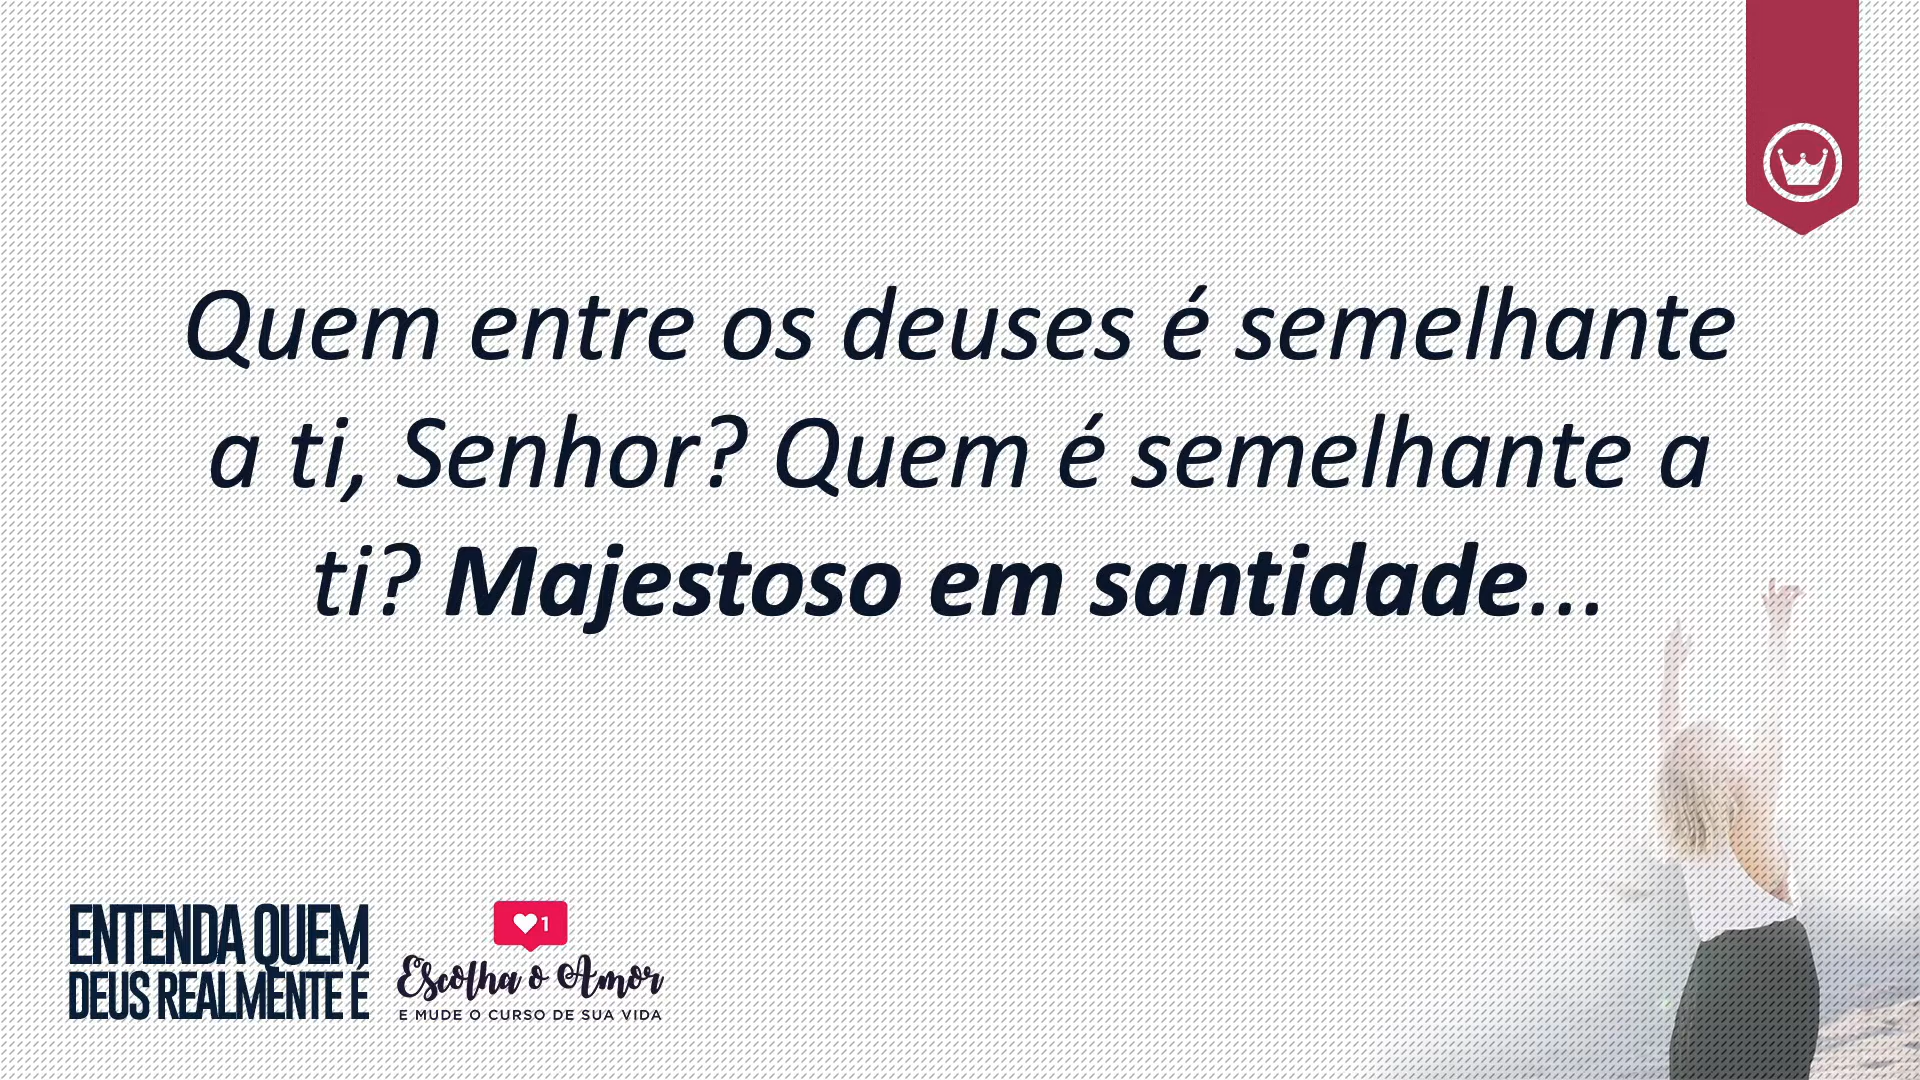 Quem entre os deuses é semelhante
a ti, Senhor? Quem é semelhante a
ti? Majestoso em santidade...
ENTENDA QUEM
DEUS REALMENTE É
1
Escolha o Amor
E MUDE O CURSO DE SUA VIDA